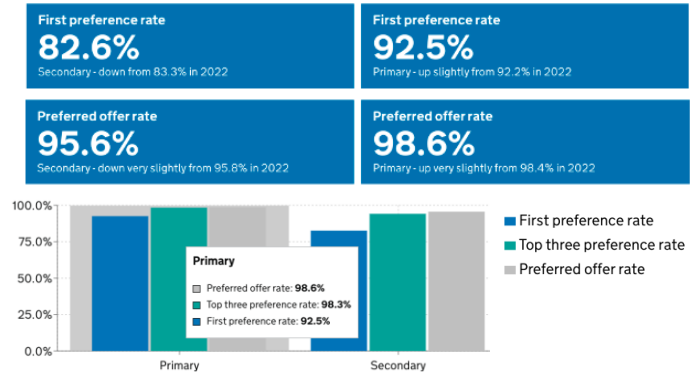 First preference rate
82.6%
Secondary - down from 83.3% in 2022
First preference rate
92.5%
Primary - up slightly from 92.2% in 2022
Preferred offer rate
95.6%
Secondary - down very slightly from 95.8% in 2022
Preferred offer rate
98.6%
Primary - up very slightly from 98.4% in 2022
100.0%
75.0%
50.0%
25.0%
0.0%
Primary
Preferred offer rate: 98.6%
Top three preference rate: 98.3%
First preference rate: 92.5%
Primary
Secondary
First preference rate
Top three preference rate
Preferred offer rate